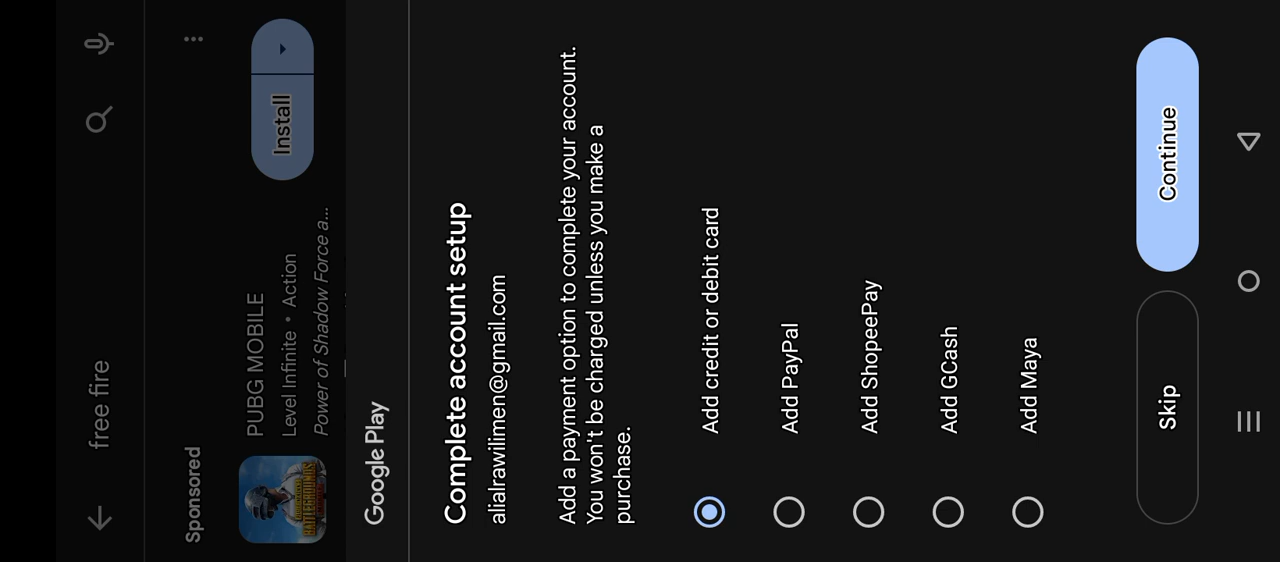 free fire
Sponsored
PUBG MOBILE
Level Infinite • Action
Power of Shadow Force a...
Install
Google Play
Complete account setup
alialrawilimen@gmail.com
Add a payment option to complete your account.
You won't be charged unless you make a
purchase.
Add credit or debit card
Add PayPal
Add ShopeePay
Add GCash
Add Maya
Skip
Continue